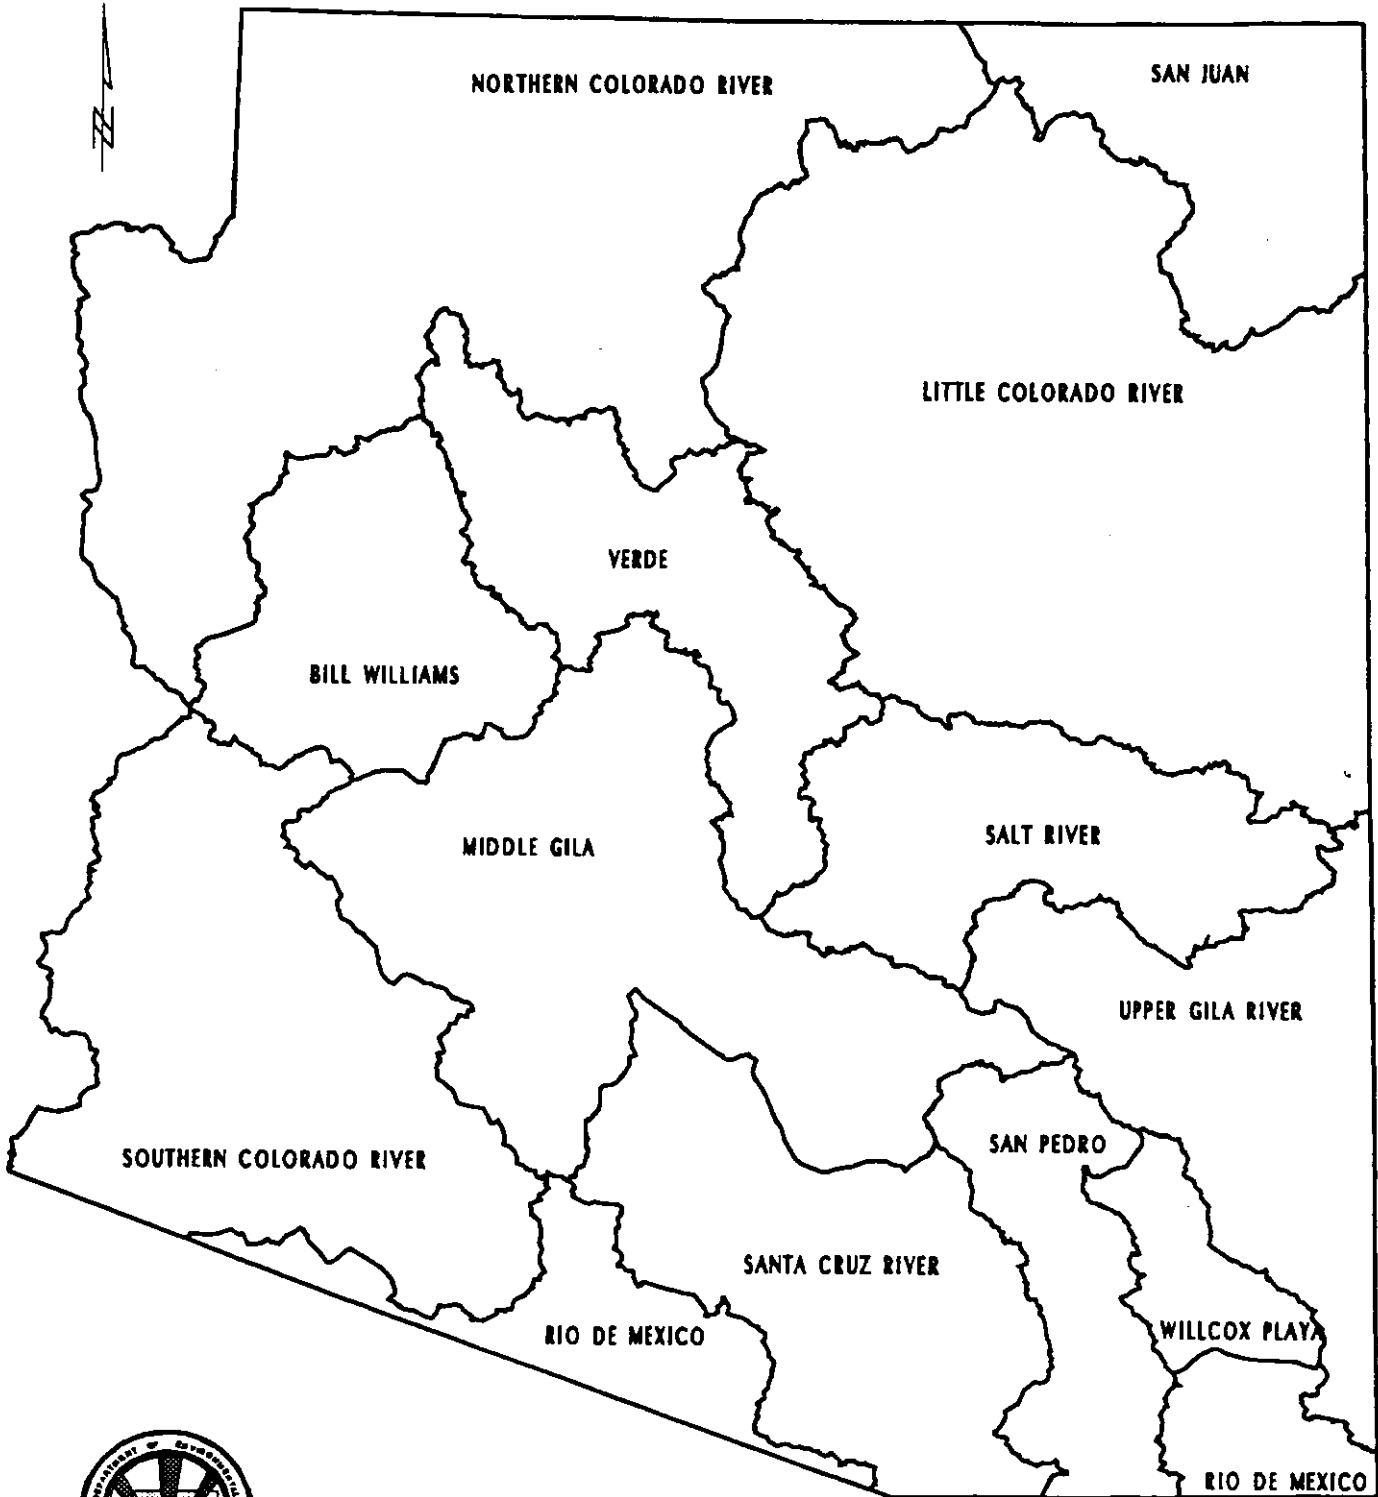 NORTHERN COLORADO RIVER
SAN JUAN
LITTLE COLORADO RIVER
VERDE
BILL WILLIAMS
MIDDLE GILA
SALT RIVER
UPPER GILA RIVER
SOUTHERN COLORADO RIVER
SAN PEDRO
SANTA CRUZ RIVER
RIO DE MEXICO
WILLCOX PLAYA
RIO DE MEXICO
OF